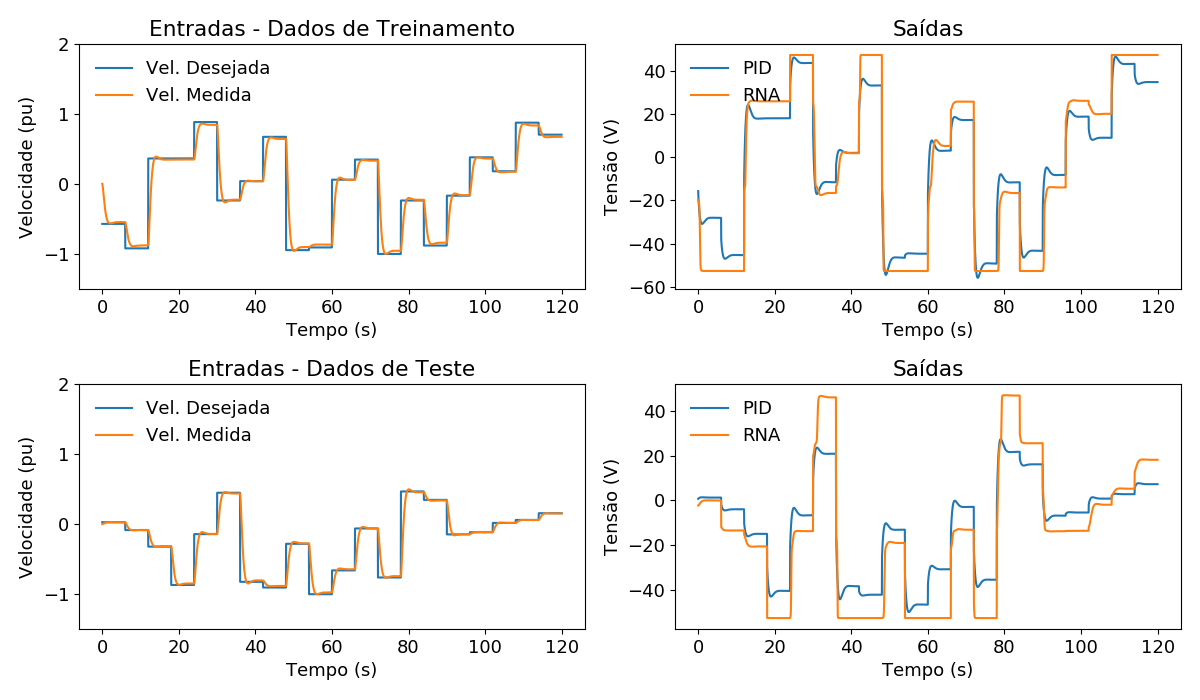 Entradas - Dados de Treinamento
Vel. Desejada
Vel. Medida
Velocidade (pu)
2
1
0
−1
0 20 40 60 80 100 120
Tempo (s)
Saídas
PID
RNA
Tensão (V)
40
20
0
−20
−40
−60
0 20 40 60 80 100 120
Tempo (s)
Entradas - Dados de Teste
Vel. Desejada
Vel. Medida
Velocidade (pu)
2
1
0
−1
0 20 40 60 80 100 120
Tempo (s)
Saídas
PID
RNA
Tensão (V)
40
20
0
−20
−40
0 20 40 60 80 100 120
Tempo (s)